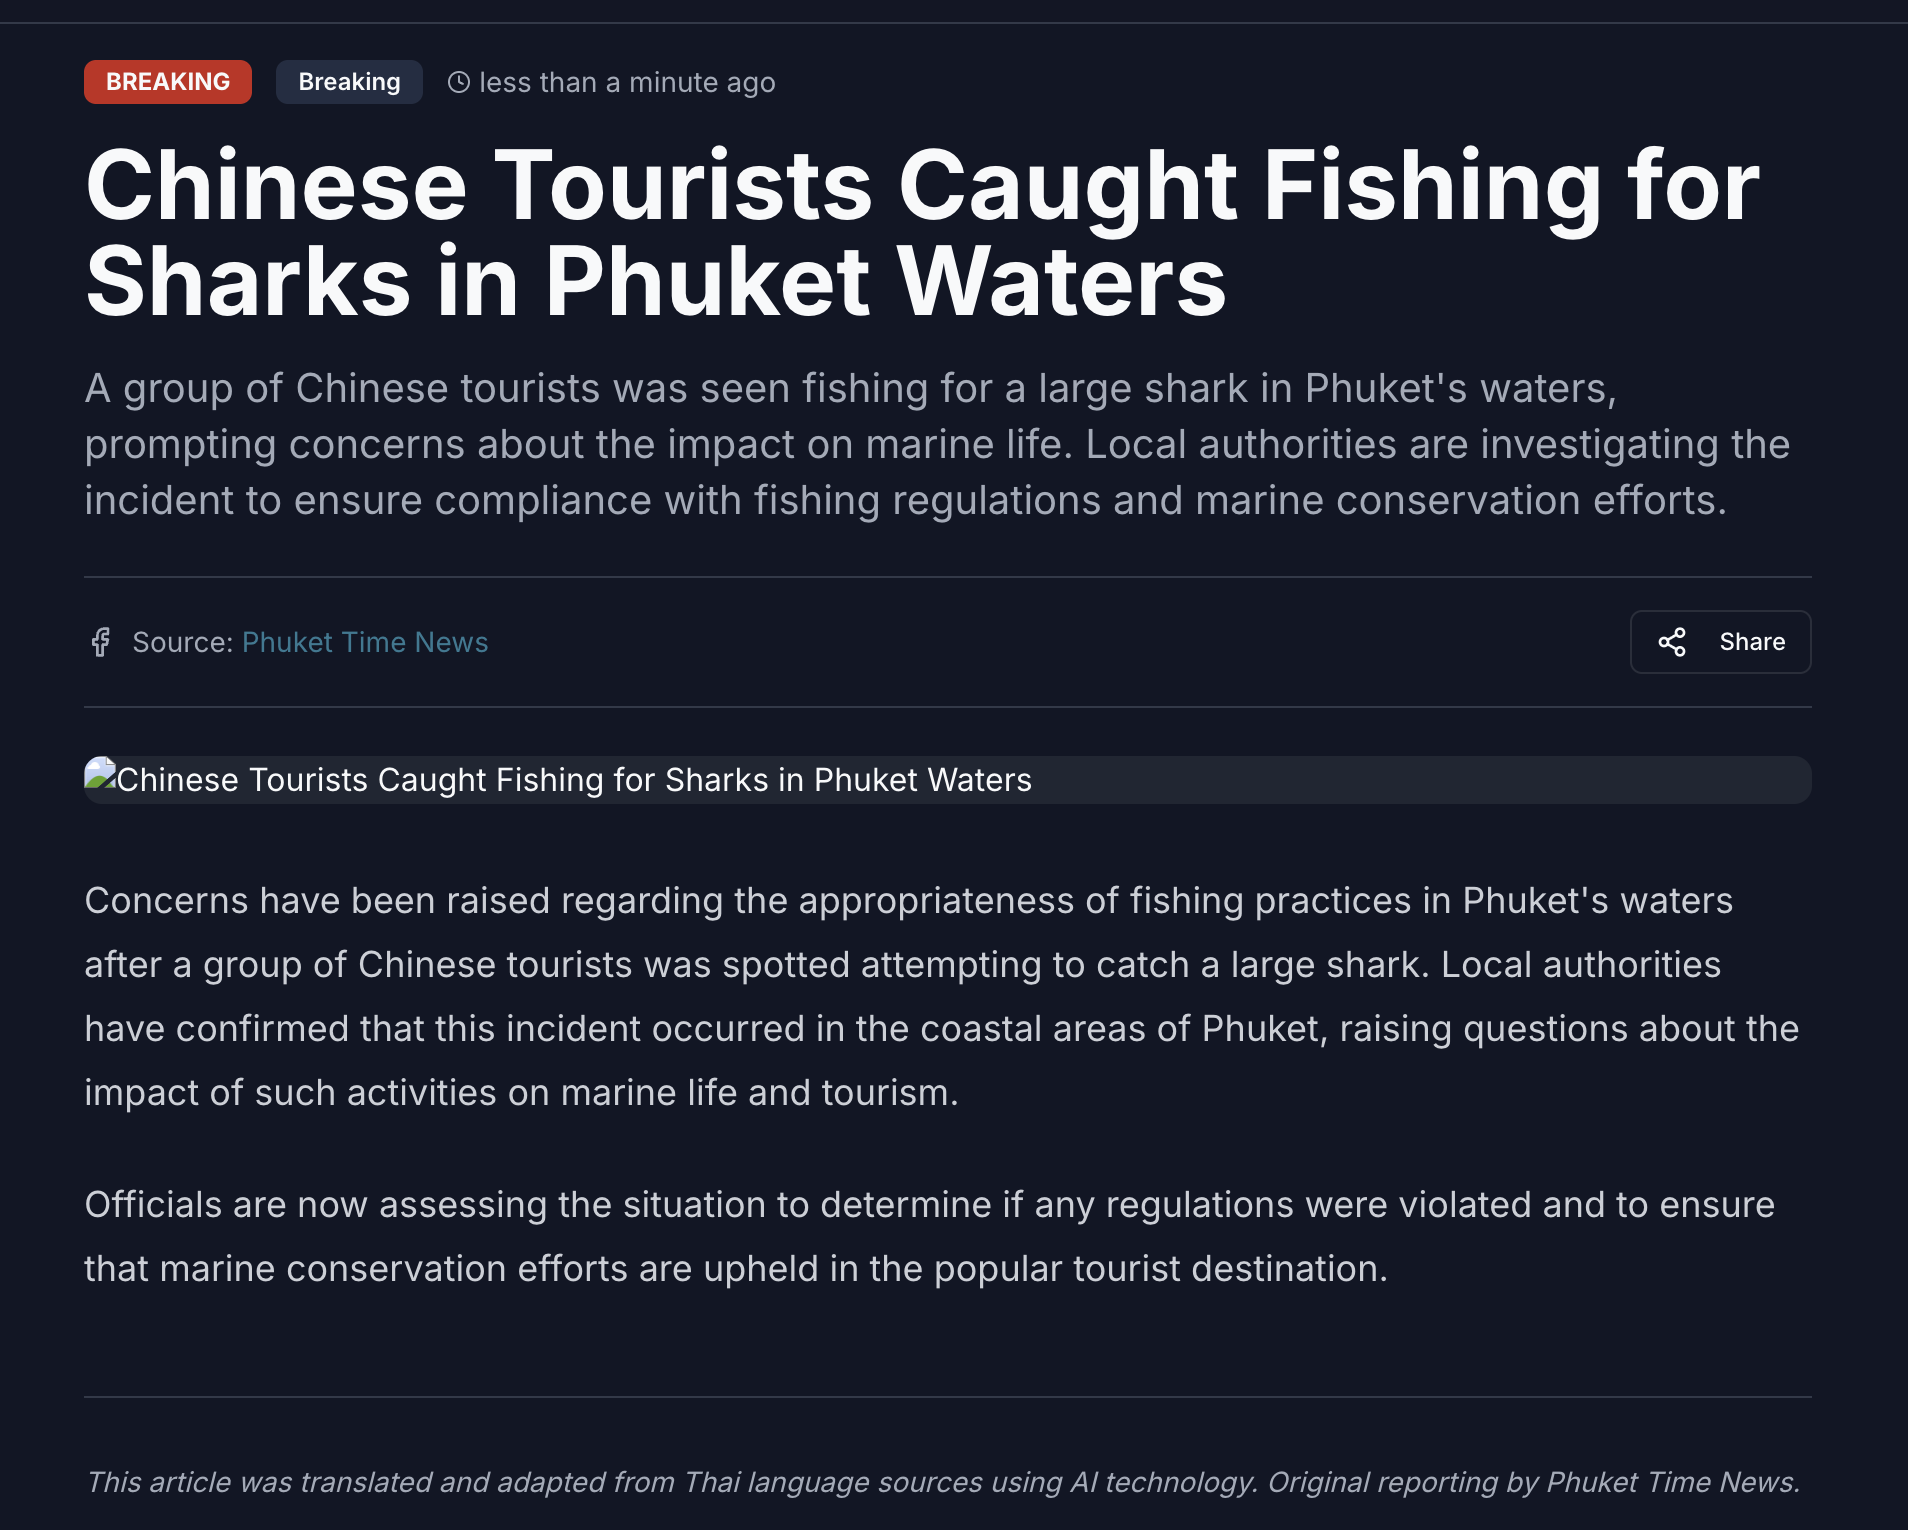 BREAKING Breaking less than a minute ago
Chinese Tourists Caught Fishing for
Sharks in Phuket Waters
A group of Chinese tourists was seen fishing for a large shark in Phuket's waters,
prompting concerns about the impact on marine life. Local authorities are investigating the
incident to ensure compliance with fishing regulations and marine conservation efforts.
Source: Phuket Time News
Share
Chinese Tourists Caught Fishing for Sharks in Phuket Waters
Concerns have been raised regarding the appropriateness of fishing practices in Phuket's waters
after a group of Chinese tourists was spotted attempting to catch a large shark. Local authorities
have confirmed that this incident occurred in the coastal areas of Phuket, raising questions about the
impact of such activities on marine life and tourism.
Officials are now assessing the situation to determine if any regulations were violated and to ensure
that marine conservation efforts are upheld in the popular tourist destination.
This article was translated and adapted from Thai language sources using AI technology. Original reporting by Phuket Time News.